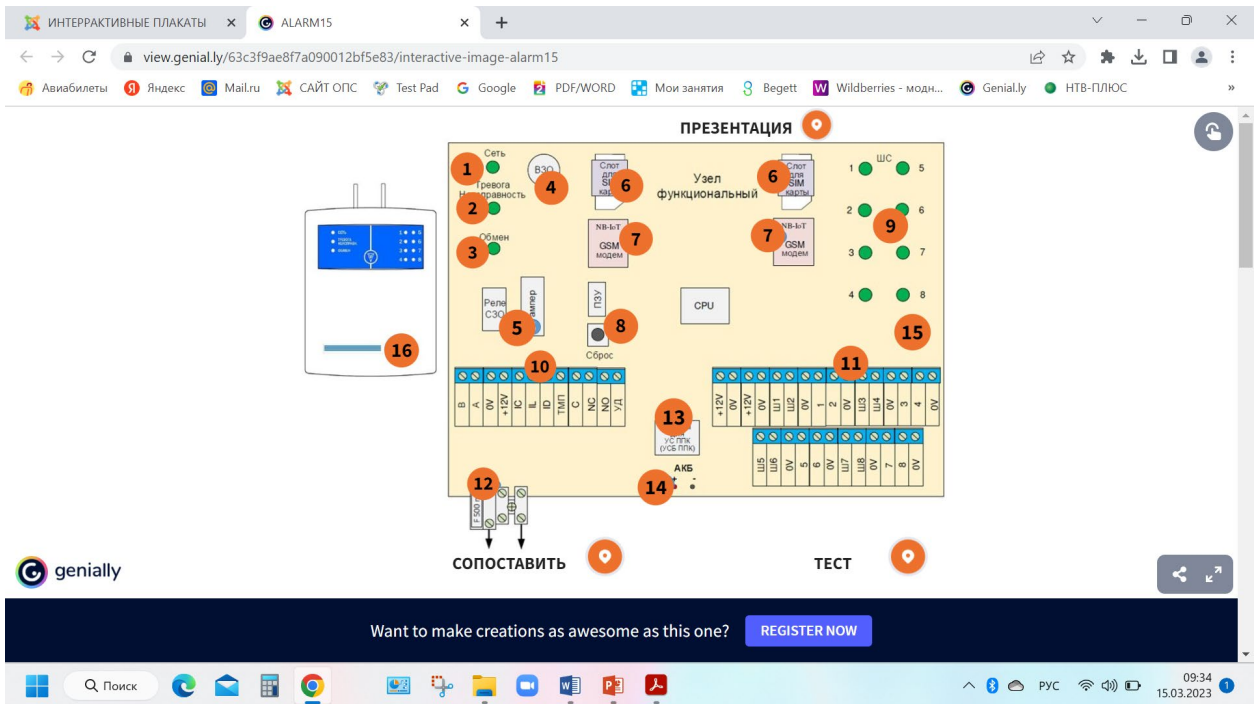 ИНТЕРРАКТИВНЫЕ ПЛАКАТЫ
ALARM15
view.genial.ly/63c3f9ae8f7a090012bf5e83/interactive-image-alarm15
Авиабилеты Яндекс Mail.ru САЙТ ОПС Test Pad Google PDF/WORD Мои занятия Begett Wildberries - модн... Genial.ly НТВ-ПЛЮС »
ПРЕЗЕНТАЦИЯ
Сеть
1
ВЗО
4
Тревога
2
Обмен
3
Слот
для
SIM
карты
6
Узел
функциональный
Слот
для
SIM
карты
6
NB-IoT
GSM
модем
7
NB-IoT
GSM
модем
7
ШС
1 5
2 6
9
3 7
4 8
15
Реле
СЗО
5
ПЗУ
8
Сброс
CPU
16
10
B A 0V +12V IC IL ID ТМП C NC NO УД
11
+12V 0V +12V 0V Ш1 Ш2 0V 1 2 0V Ш3 Ш4 0V 3 4 0V
13
УС ППК
(УСБ ППК)
Ш5 Ш6 0V 5 6 0V Ш7 Ш8 0V 7 8 0V
АКБ
+ -
14
12
СОПОСТАВИТЬ
ТЕСТ
genially
Want to make creations as awesome as this one? REGISTER NOW
Поиск
РУС
09:34
15.03.2023
1